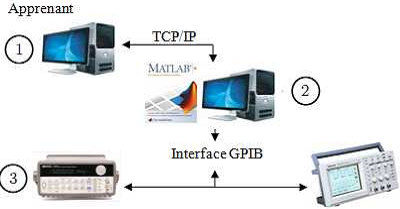 Apprenant
1
TCP/IP
MATLAB
2
Interface GPIB
3